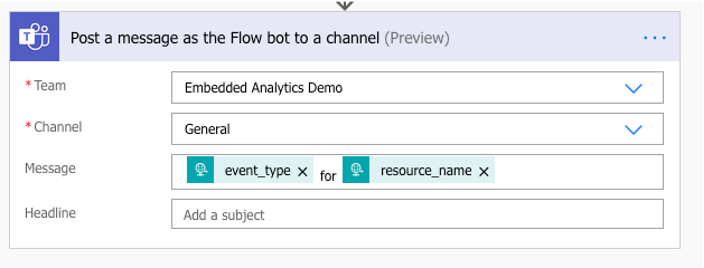 Post a message as the Flow bot to a channel (Preview)
* Team Embedded Analytics Demo
* Channel General
Message event_type × for resource_name ×
Headline Add a subject